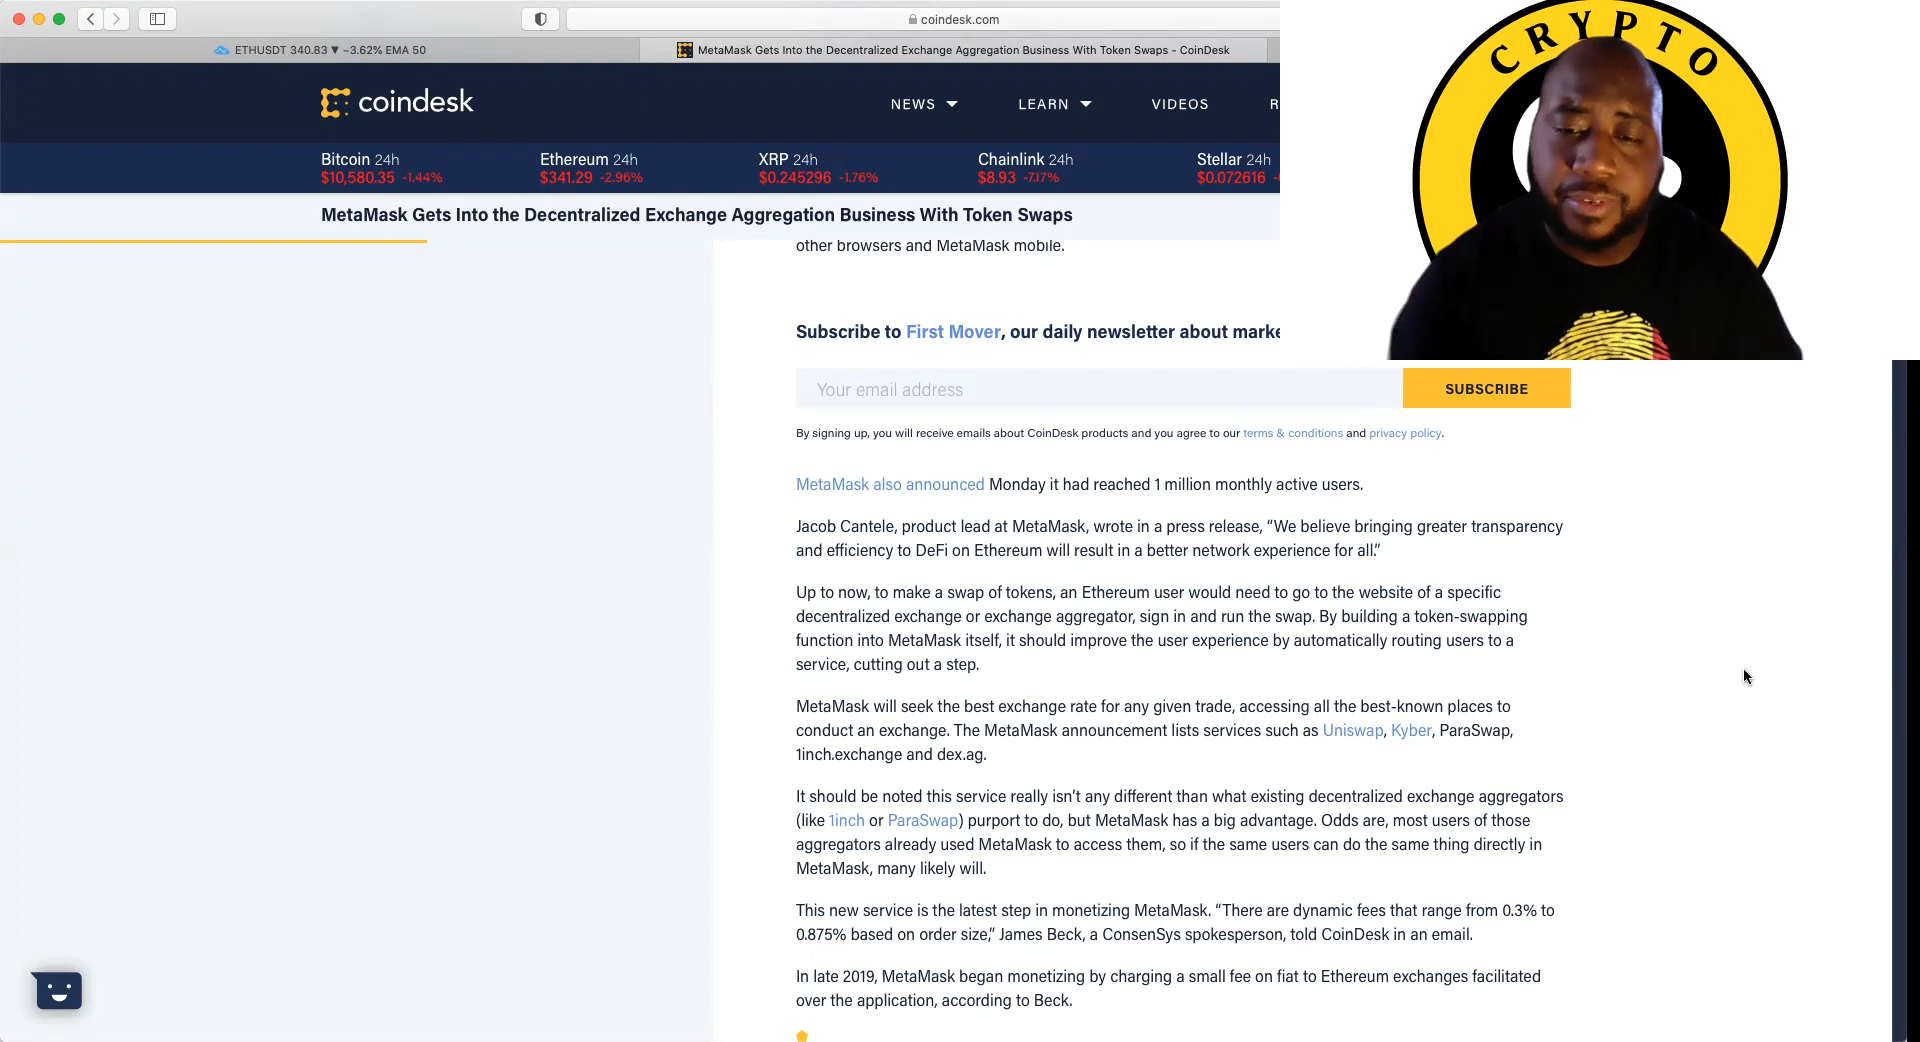 coindesk.com
ETHUSDT 340.83 ▼ −3.62% EMA 50
MetaMask Gets Into the Decentralized Exchange Aggregation Business With Token Swaps - CoinDesk
CRYPTO
coindesk
NEWS
LEARN
VIDEOS
R
Bitcoin 24h
$10,580.35 -1.44%
Ethereum 24h
$341.29 -2.96%
XRP 24h
$0.245296 -1.76%
Chainlink 24h
$8.93 -7.17%
Stellar 24h
$0.072616 -
MetaMask Gets Into the Decentralized Exchange Aggregation Business With Token Swaps
other browsers and MetaMask mobile.
Subscribe to First Mover, our daily newsletter about marke
Your email address
SUBSCRIBE
By signing up, you will receive emails about CoinDesk products and you agree to our terms & conditions and privacy policy.
MetaMask also announced Monday it had reached 1 million monthly active users.
Jacob Cantele, product lead at MetaMask, wrote in a press release, “We believe bringing greater transparency
and efficiency to DeFi on Ethereum will result in a better network experience for all.”
Up to now, to make a swap of tokens, an Ethereum user would need to go to the website of a specific
decentralized exchange or exchange aggregator, sign in and run the swap. By building a token-swapping
function into MetaMask itself, it should improve the user experience by automatically routing users to a
service, cutting out a step.
MetaMask will seek the best exchange rate for any given trade, accessing all the best-known places to
conduct an exchange. The MetaMask announcement lists services such as Uniswap, Kyber, ParaSwap,
1inch.exchange and dex.ag.
It should be noted this service really isn’t any different than what existing decentralized exchange aggregators
(like 1inch or ParaSwap) purport to do, but MetaMask has a big advantage. Odds are, most users of those
aggregators already used MetaMask to access them, so if the same users can do the same thing directly in
MetaMask, many likely will.
This new service is the latest step in monetizing MetaMask. “There are dynamic fees that range from 0.3% to
0.875% based on order size,” James Beck, a ConsenSys spokesperson, told CoinDesk in an email.
In late 2019, MetaMask began monetizing by charging a small fee on fiat to Ethereum exchanges facilitated
over the application, according to Beck.